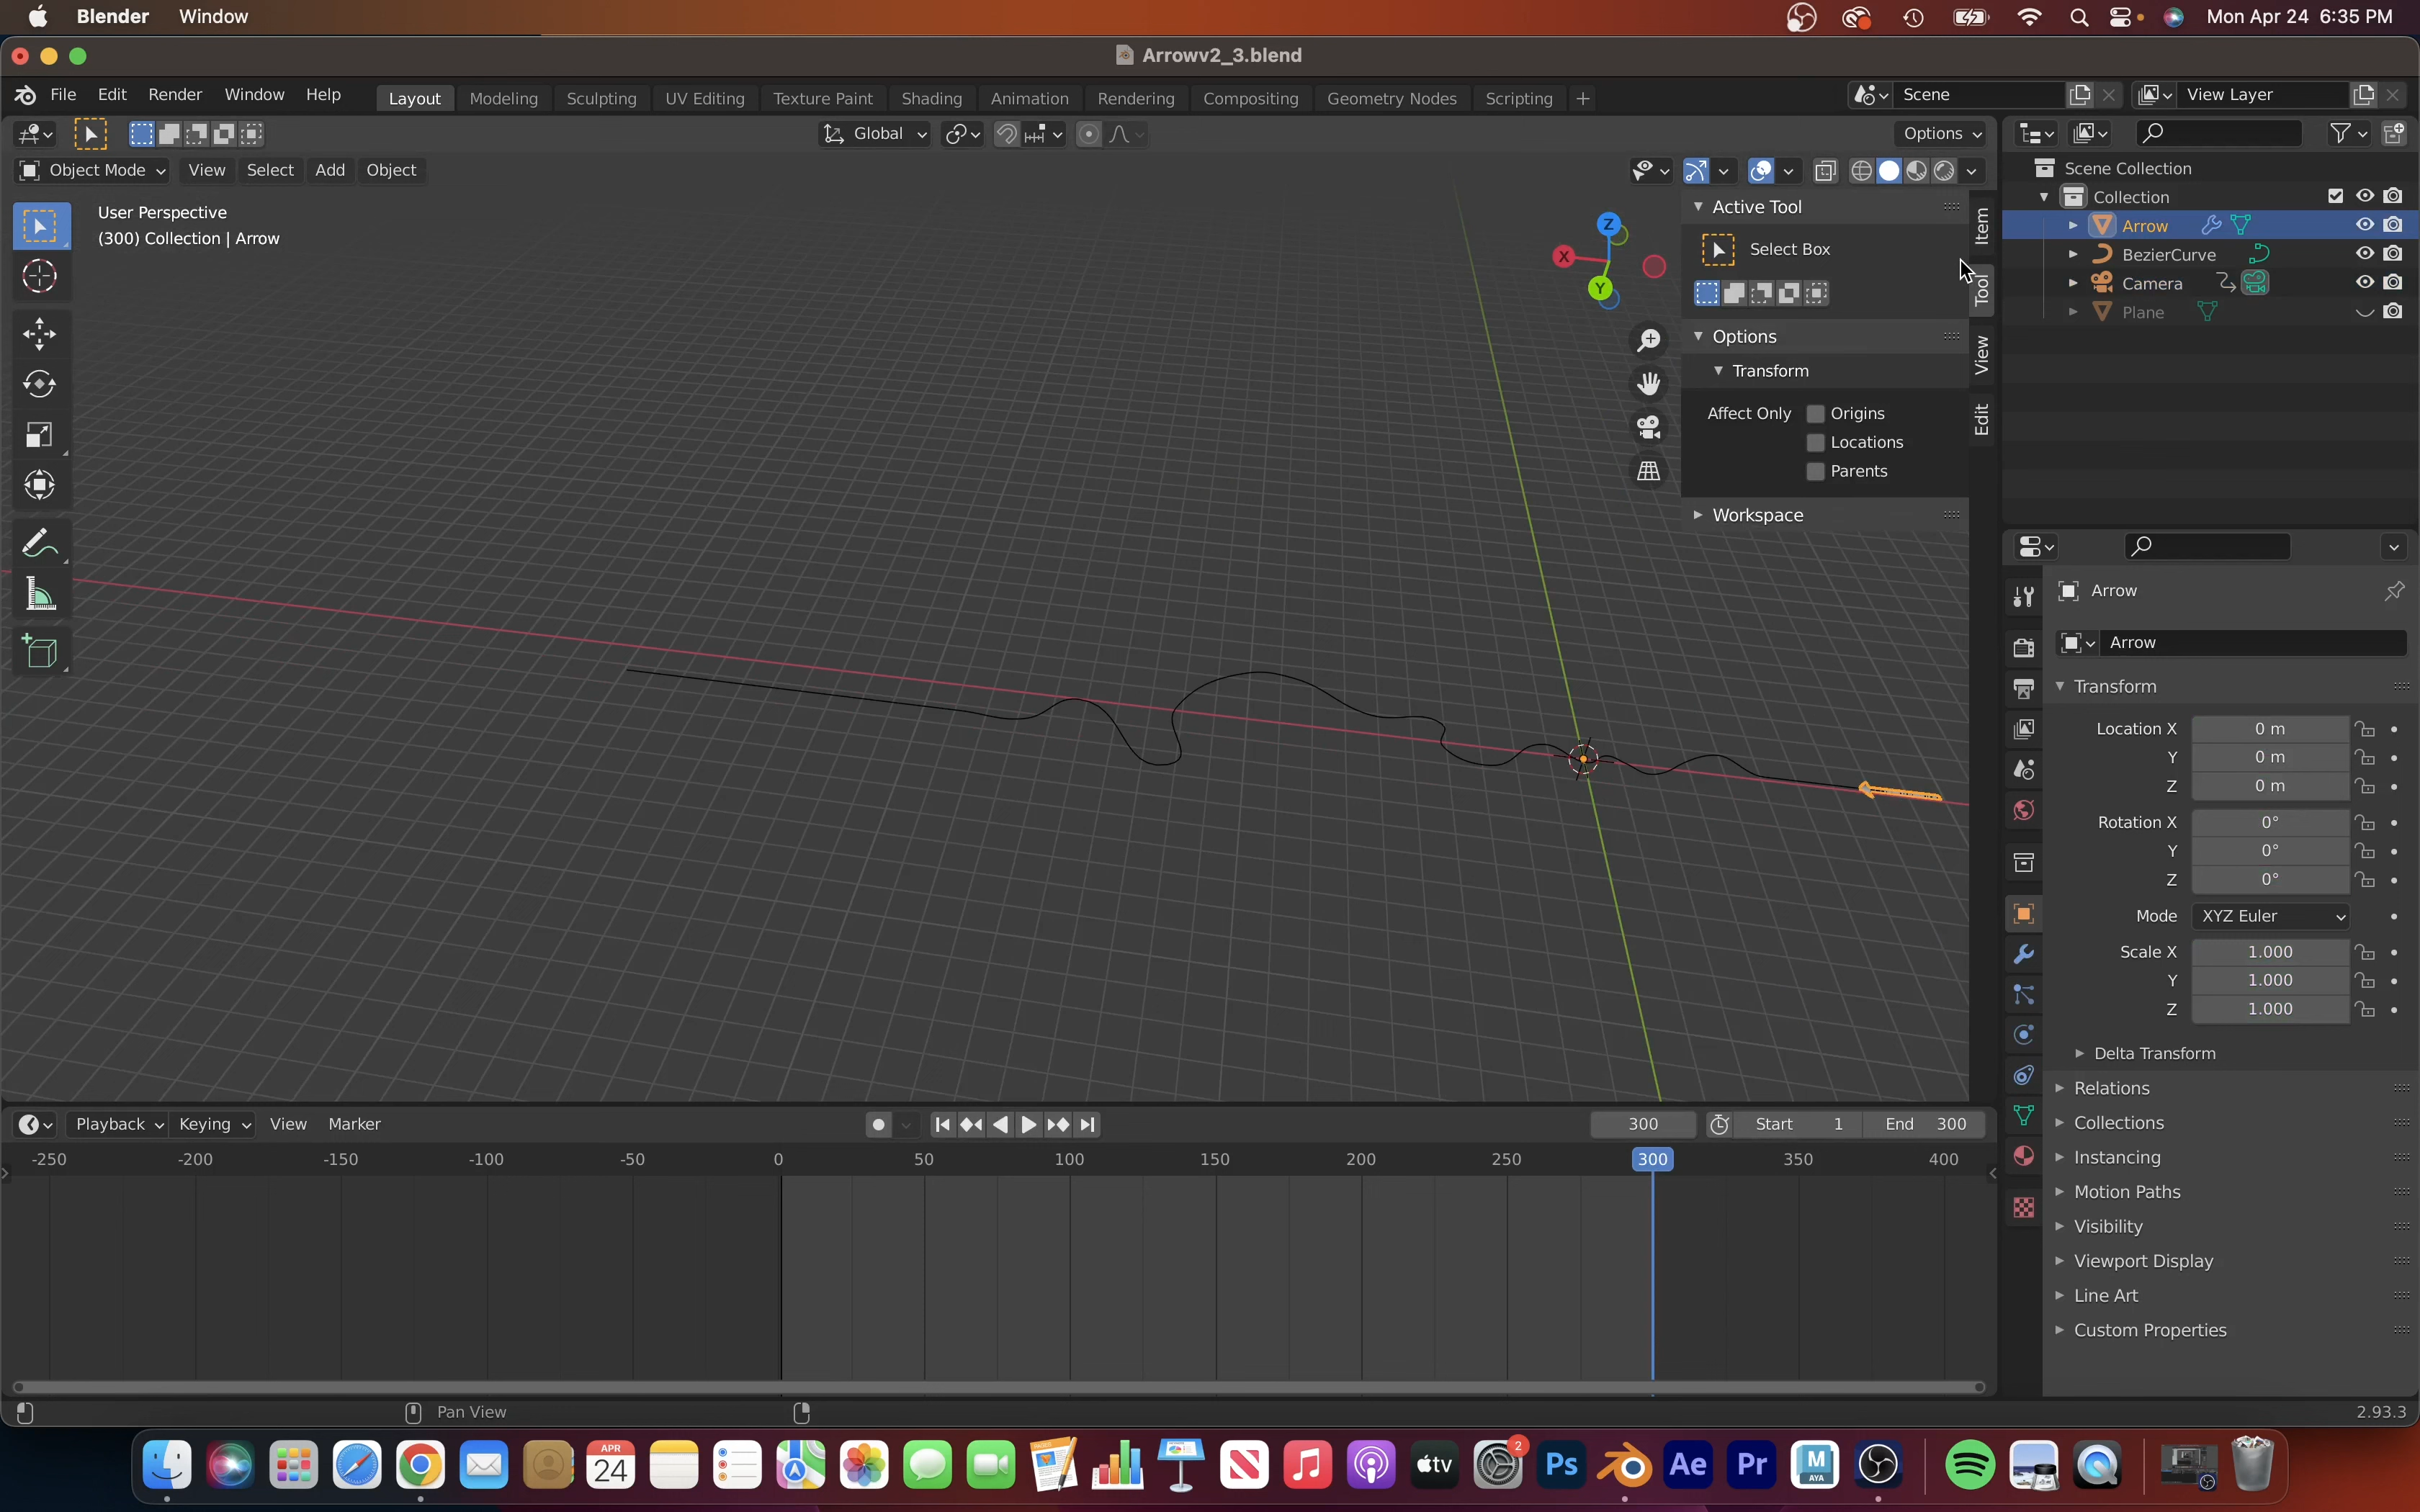 Blender Window Mon Apr 24 6:35 PM
Arrowv2_3.blend
File Edit Render Window Help Layout Modeling Sculpting UV Editing Texture Paint Shading Animation Rendering Compositing Geometry Nodes Scripting + Scene View Layer
Global Options
Object Mode View Select Add Object
User Perspective
(300) Collection | Arrow
Z
X
Y
Active Tool
Select Box
Options
Transform
Affect Only Origins
Locations
Parents
Workspace
Item
Tool
View
Edit
Scene Collection
Collection
Arrow
BezierCurve
Camera
Plane
Arrow
Arrow
Transform
Location X 0 m
Y 0 m
Z 0 m
Rotation X 0°
Y 0°
Z 0°
Mode XYZ Euler
Scale X 1.000
Y 1.000
Z 1.000
Delta Transform
Relations
Collections
Instancing
Motion Paths
Visibility
Viewport Display
Line Art
Custom Properties
Playback Keying View Marker 300 Start 1 End 300
-250 -200 -150 -100 -50 0 50 100 150 200 250 300 350 400
Pan View 2.93.3
APR
24
tv
2
Ps
Ae
Pr
M
AYA